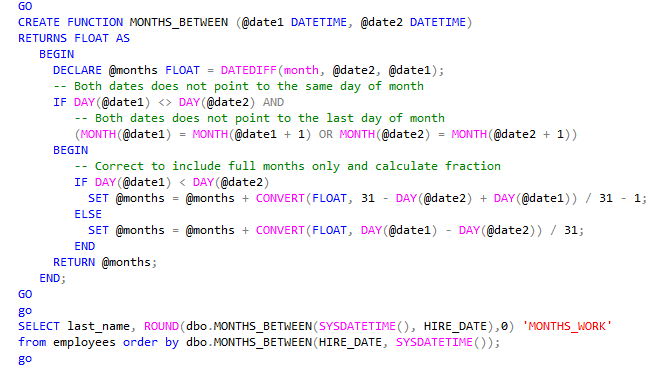 GO
CREATE FUNCTION MONTHS_BETWEEN (@date1 DATETIME, @date2 DATETIME)
RETURNS FLOAT AS
BEGIN
DECLARE @months FLOAT = DATEDIFF(month, @date2, @date1);
-- Both dates does not point to the same day of month
IF DAY(@date1) <> DAY(@date2) AND
-- Both dates does not point to the last day of month
(MONTH(@date1) = MONTH(@date1 + 1) OR MONTH(@date2) = MONTH(@date2 + 1))
BEGIN
-- Correct to include full months only and calculate fraction
IF DAY(@date1) < DAY(@date2)
SET @months = @months + CONVERT(FLOAT, 31 - DAY(@date2) + DAY(@date1)) / 31 - 1;
ELSE
SET @months = @months + CONVERT(FLOAT, DAY(@date1) - DAY(@date2)) / 31;
END
RETURN @months;
END;
GO
go
SELECT last_name, ROUND(dbo.MONTHS_BETWEEN(SYSDATETIME(), HIRE_DATE),0) 'MONTHS_WORK'
from employees order by dbo.MONTHS_BETWEEN(HIRE_DATE, SYSDATETIME());
go